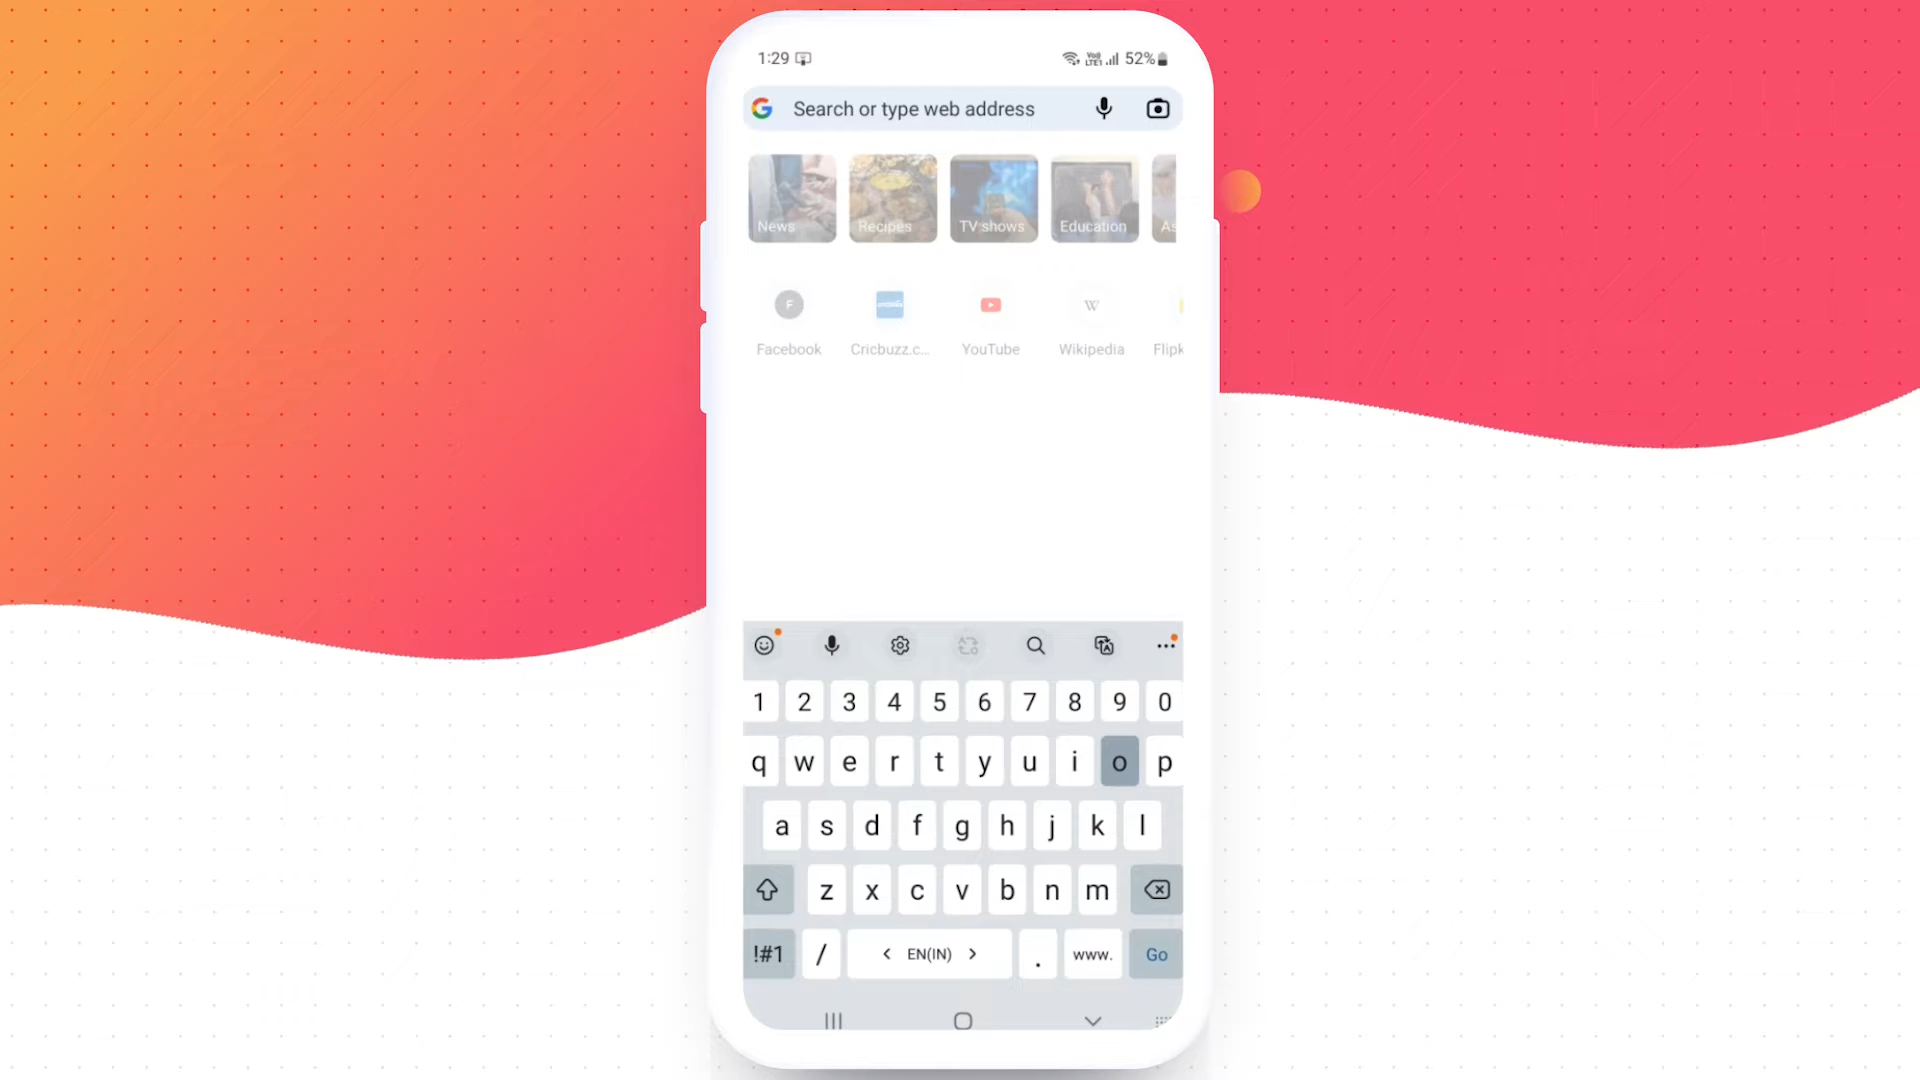 1:29 52%
Search or type web address
News Recipes TV shows Education As
F W
Facebook Cricbuzz.c... YouTube Wikipedia Flipk
1 2 3 4 5 6 7 8 9 0
q w e r t y u i o p
a s d f g h j k l
z x c v b n m
!#1 / < EN(IN) > . www. Go